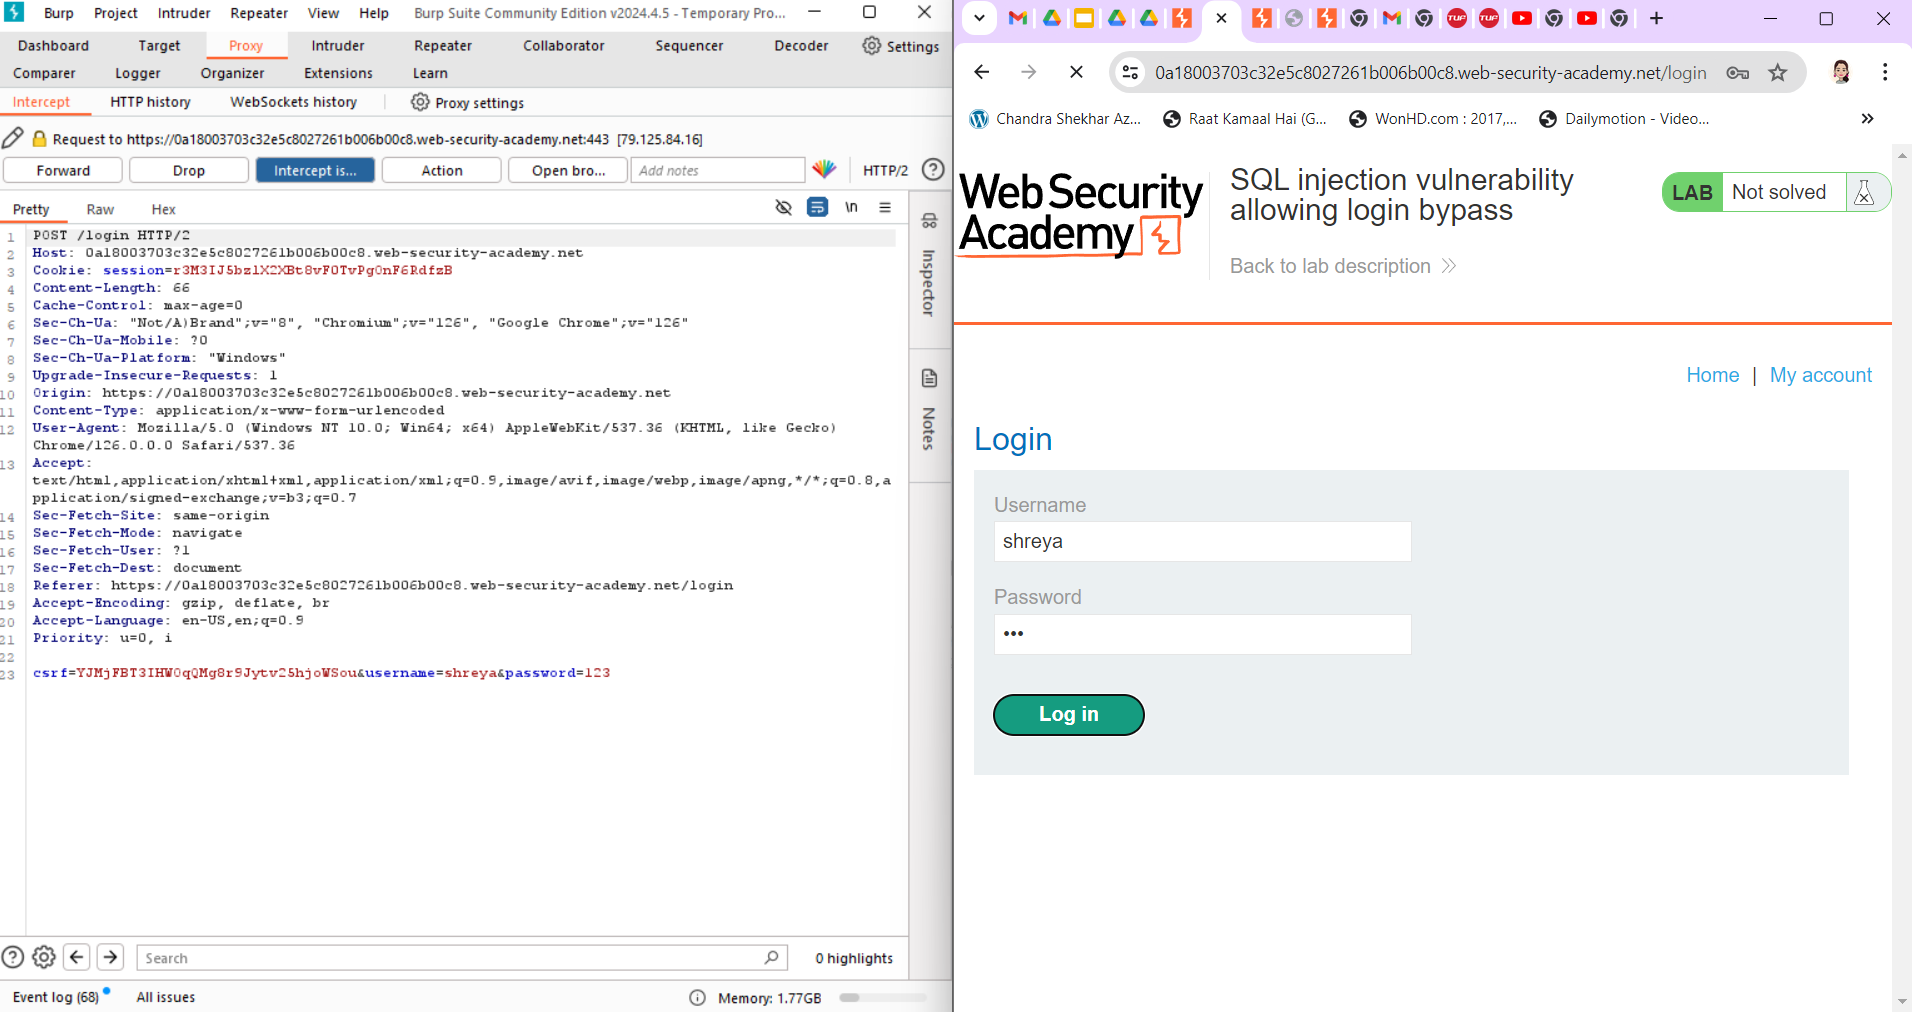 Burp Project Intruder Repeater View Help Burp Suite Community Edition v2024.4.5 - Temporary Pro...
Dashboard Target Proxy Intruder Repeater Collaborator Sequencer Decoder Settings
Comparer Logger Organizer Extensions Learn
Intercept HTTP history WebSockets history Proxy settings
Request to https://0a18003703c32e5c8027261b006b00c8.web-security-academy.net:443 [79.125.84.16]
Forward Drop Intercept is... Action Open bro... Add notes HTTP/2
Pretty Raw Hex \n
1 POST /login HTTP/2
2 Host: 0a18003703c32e5c8027261b006b00c8.web-security-academy.net
3 Cookie: session=r3M3IJ5bzlX2XBt8vF0TvPgOnF6RdfzB
4 Content-Length: 66
5 Cache-Control: max-age=0
6 Sec-Ch-Ua: "Not/A)Brand";v="8", "Chromium";v="126", "Google Chrome";v="126"
7 Sec-Ch-Ua-Mobile: ?0
8 Sec-Ch-Ua-Platform: "Windows"
9 Upgrade-Insecure-Requests: 1
10 Origin: https://0a18003703c32e5c8027261b006b00c8.web-security-academy.net
11 Content-Type: application/x-www-form-urlencoded
12 User-Agent: Mozilla/5.0 (Windows NT 10.0; Win64; x64) AppleWebKit/537.36 (KHTML, like Gecko)
Chrome/126.0.0.0 Safari/537.36
13 Accept:
text/html,application/xhtml+xml,application/xml;q=0.9,image/avif,image/webp,image/apng,*/*;q=0.8,a
pplication/signed-exchange;v=b3;q=0.7
14 Sec-Fetch-Site: same-origin
15 Sec-Fetch-Mode: navigate
16 Sec-Fetch-User: ?1
17 Sec-Fetch-Dest: document
18 Referer: https://0a18003703c32e5c8027261b006b00c8.web-security-academy.net/login
19 Accept-Encoding: gzip, deflate, br
20 Accept-Language: en-US,en;q=0.9
21 Priority: u=0, i
22
23 csrf=YJMjFBT3IHW0qQMg8r9Jytv25hjoWSou&username=shreya&password=123
Inspector
Notes
Search 0 highlights
Event log (68) All issues Memory: 1.77GB
TUF TUF
0a18003703c32e5c8027261b006b00c8.web-security-academy.net/login
Chandra Shekhar Az... Raat Kamaal Hai (G... WonHD.com : 2017,... Dailymotion - Video...
Web Security
Academy
SQL injection vulnerability
allowing login bypass
Back to lab description
LAB Not solved
Home | My account
Login
Username
shreya
Password
•••
Log in